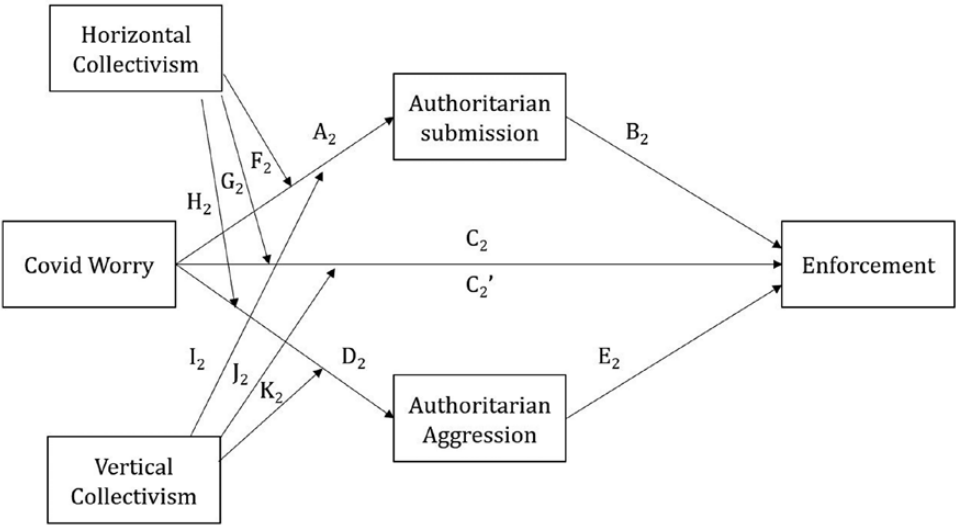 Horizontal
Collectivism
Authoritarian
submission
A₂
B₂
F₂
G₂
H₂
Covid Worry
C₂
C₂’
Enforcement
I₂
J₂
K₂
D₂
E₂
Authoritarian
Aggression
Vertical
Collectivism